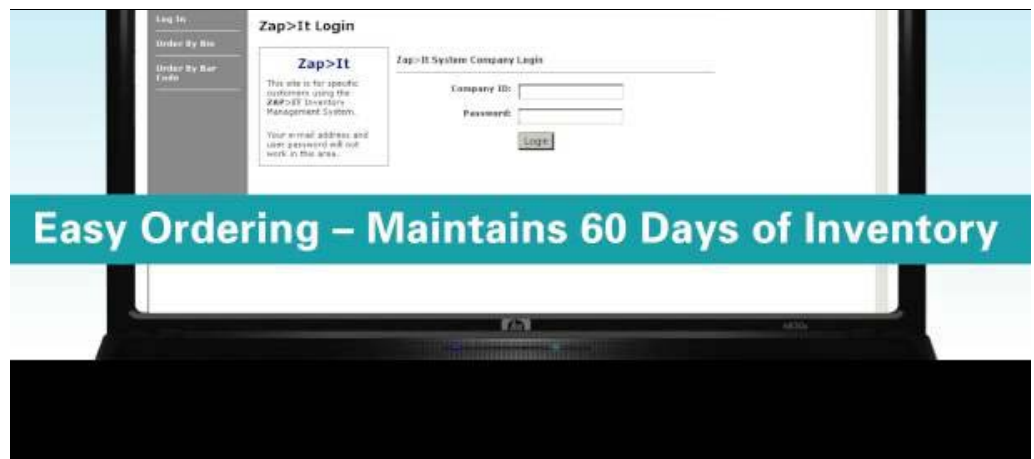 Log In
Order By Bin
Order By Bar
Code
Zap>It Login
Zap>It
This site is for specific
customers using the
ZAP>IT Inventory
Management System.
Your e-mail address and
user password will not
work in this area.
Zap>It System Company Login
Company ID:
Password:
Login
Easy Ordering – Maintains 60 Days of Inventory
hp